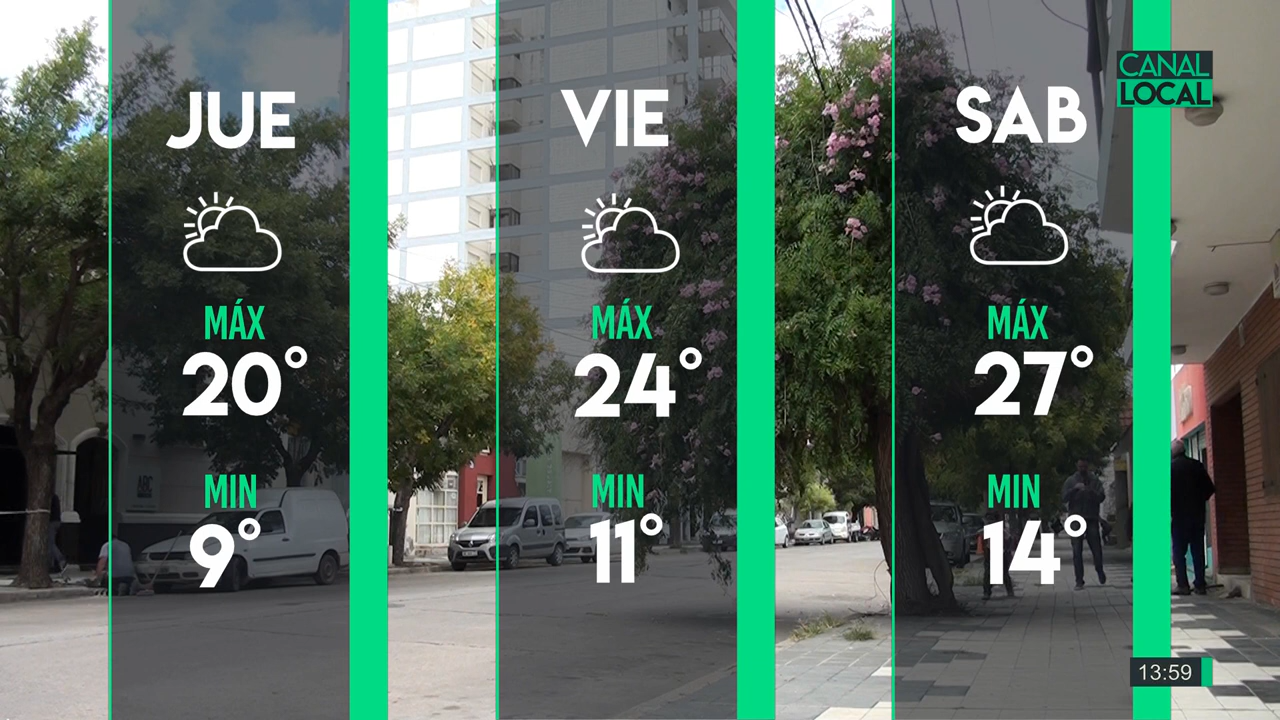 CANAL
LOCAL
JUE
MÁX
20°
MIN
9°
VIE
MÁX
24°
MIN
11°
SAB
MÁX
27°
MIN
14°
ABC
13:59